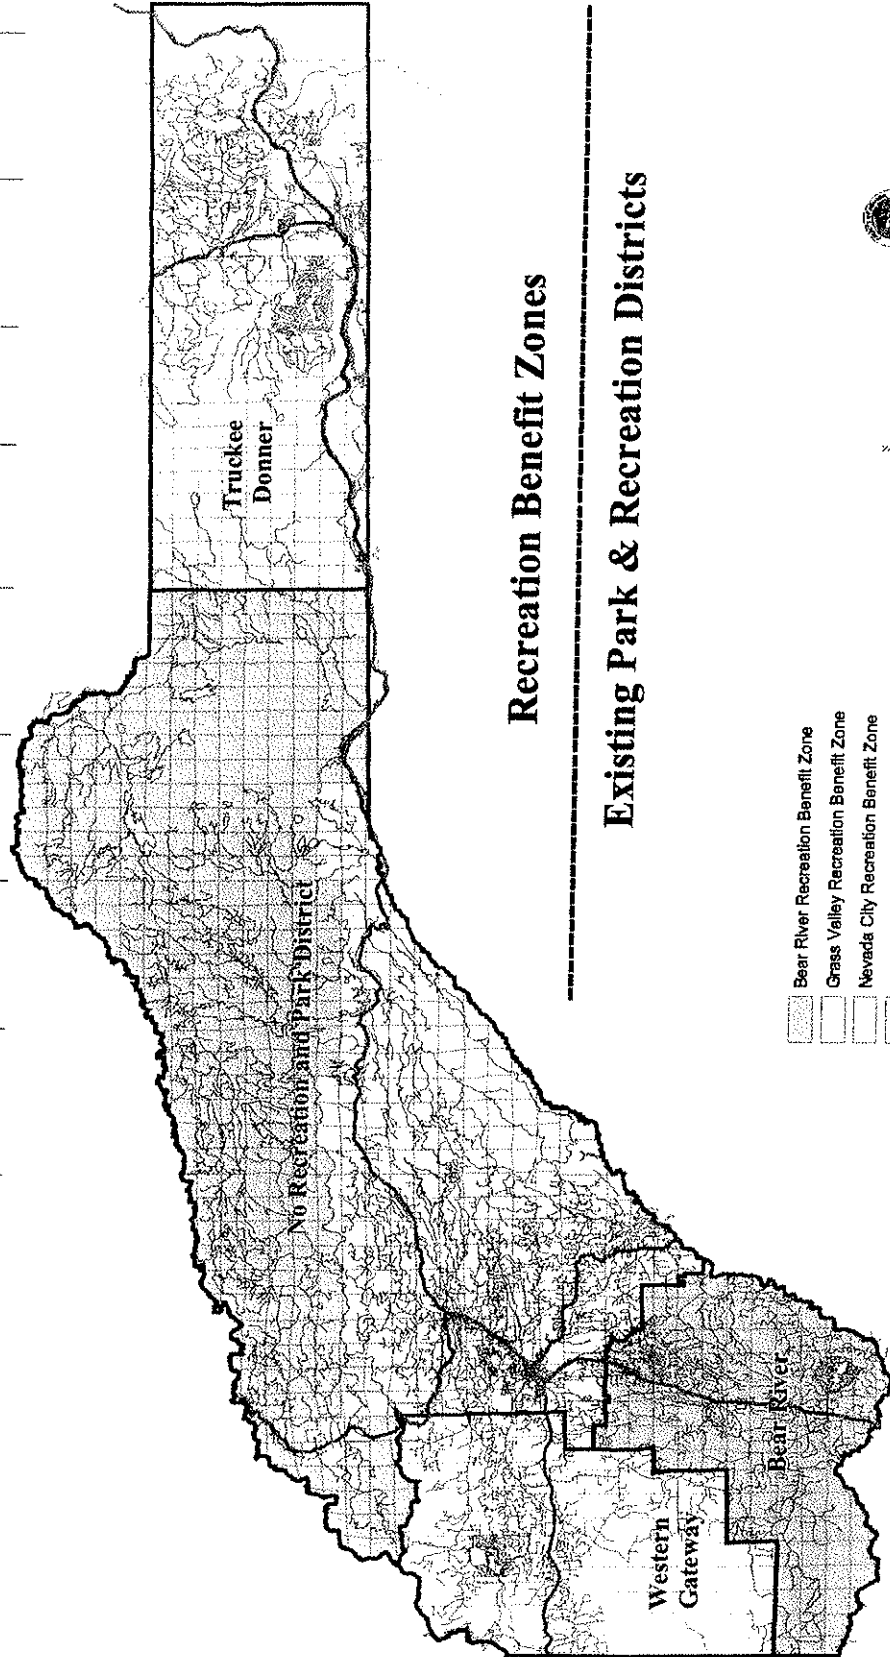 Recreation Benefit Zones
Existing Park & Recreation Districts
Truckee
Donner
No Recreation and Park District
Western
Gateway
Bear River
Bear River Recreation Benefit Zone
Grass Valley Recreation Benefit Zone
Nevada City Recreation Benefit Zone